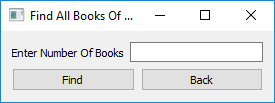 Find All Books Of ...
Enter Number Of Books
Find Back